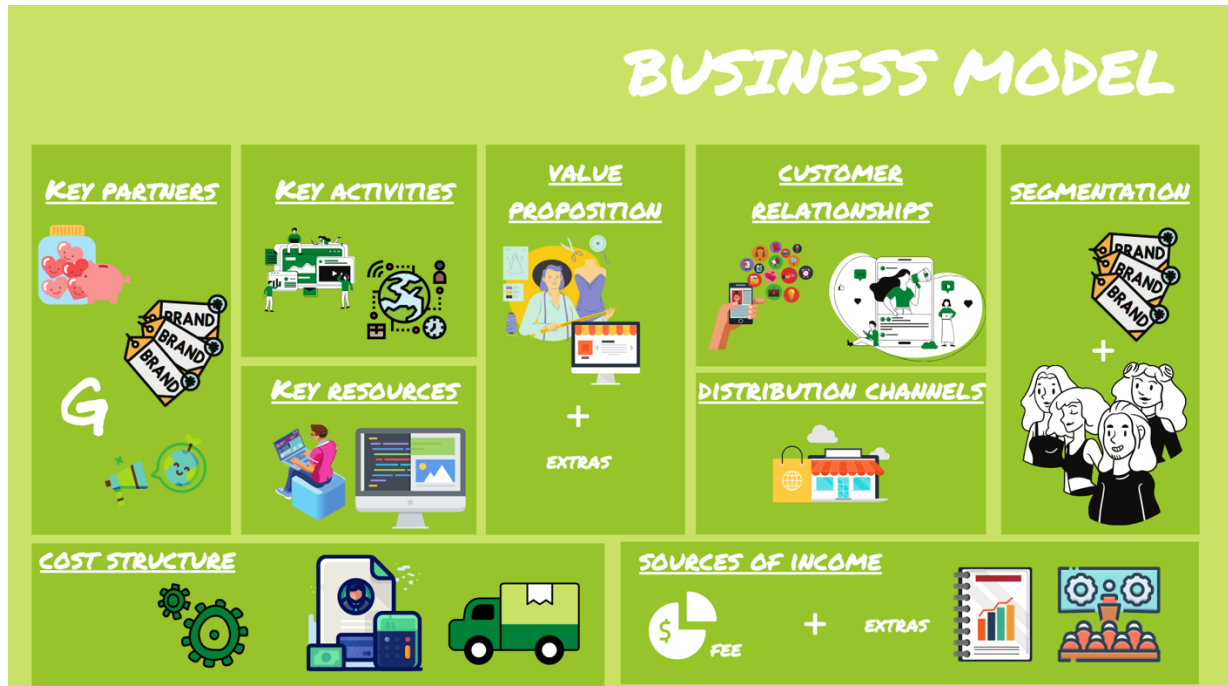 BUSINESS MODEL
KEY PARTNERS
BRAND
BRAND
BRAND
G
KEY ACTIVITIES
KEY RESOURCES
VALUE
PROPOSITION
+
EXTRAS
CUSTOMER
RELATIONSHIPS
DISTRIBUTION CHANNELS
SEGMENTATION
BRAND
BRAND
BRAND
+
COST STRUCTURE
SOURCES OF INCOME
$
FEE
+
EXTRAS